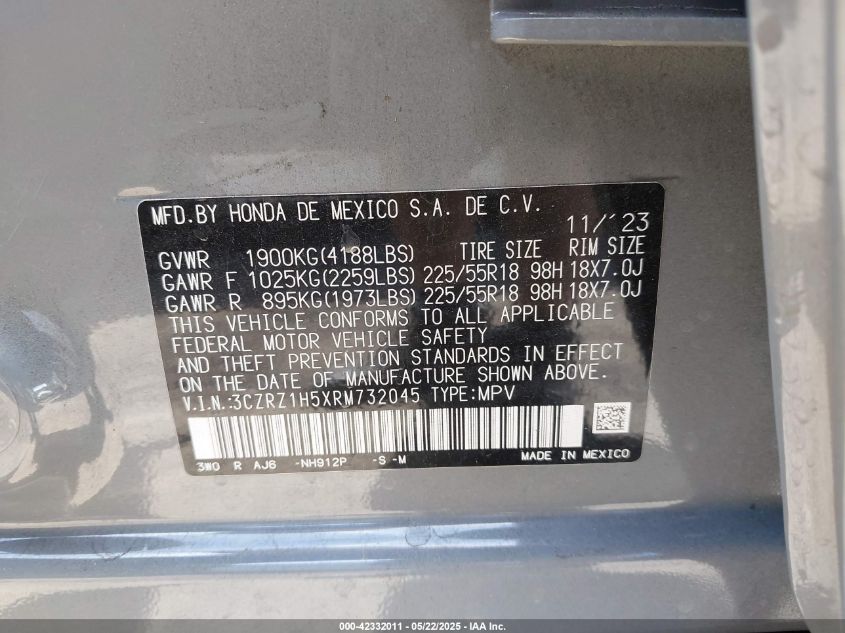 MFD.BY HONDA DE MEXICO S.A. DE C.V. 11/'23
GVWR 1900KG(4188LBS) TIRE SIZE RIM SIZE
GAWR F 1025KG(2259LBS) 225/55R18 98H 18X7.0J
GAWR R 895KG(1973LBS) 225/55R18 98H 18X7.0J
THIS VEHICLE CONFORMS TO ALL APPLICABLE
FEDERAL MOTOR VEHICLE SAFETY
AND THEFT PREVENTION STANDARDS IN EFFECT
ON THE DATE OF MANUFACTURE SHOWN ABOVE.
V.I.N.:3CZRZ1H5XRM732045 TYPE:MPV
3W0 R AJ6 -NH912P -S -M MADE IN MEXICO
000-42332011 - 05/22/2025 - IAA Inc.